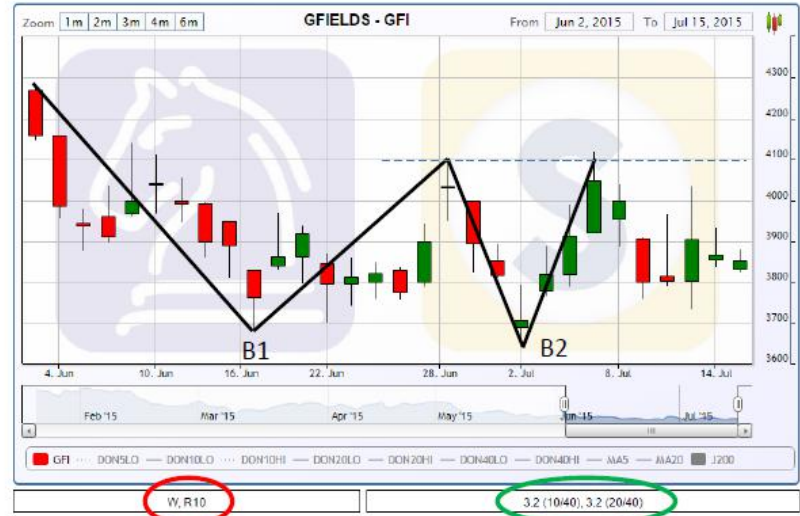 Zoom 1m 2m 3m 4m 6m GFIELDS - GFI From Jun 2, 2015 To Jul 15, 2015
4300
4200
4100
4000
3900
3800
3700
3600
B1 B2
4. Jun 10. Jun 16. Jun 22. Jun 28. Jun 2. Jul 8. Jul 14. Jul
Feb '15 Mar '15 Apr '15 May '15 Jun '15 Jul '15
GFI DON5LO DON10LO DON10HI DON20LO DON20HI DON40LO DON40HI MA5 MA20 J200
W, R10 3.2 (10/40), 3.2 (20/40)